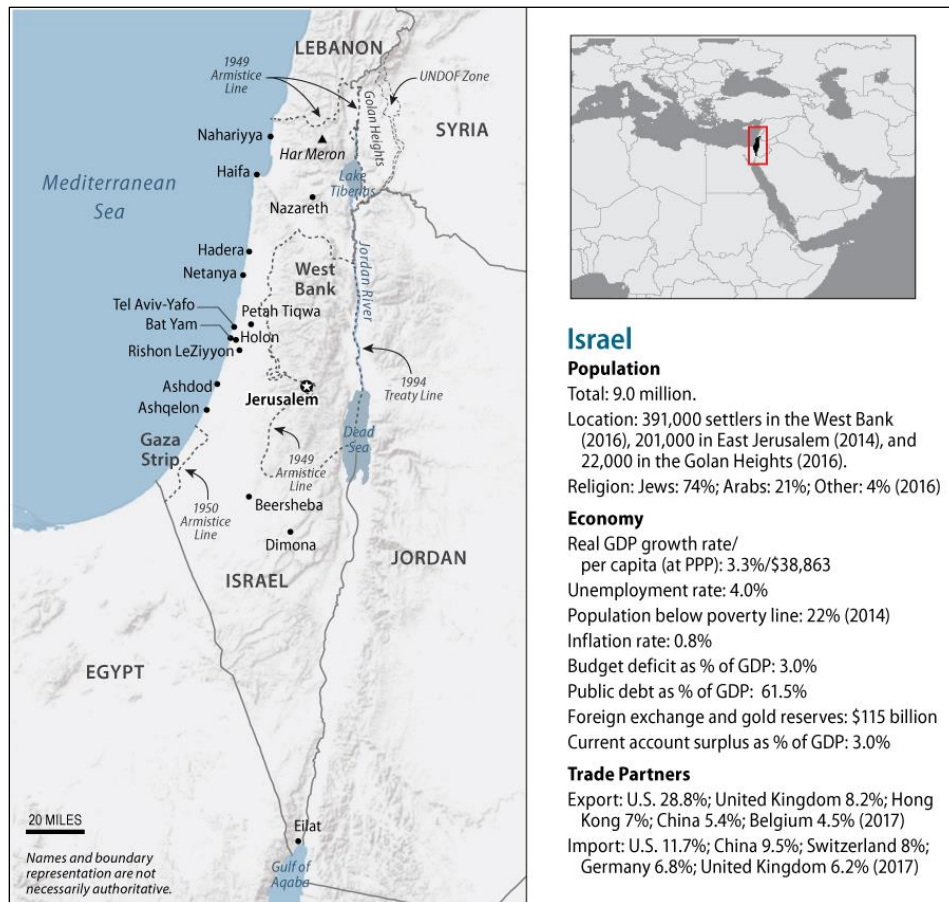 LEBANON
1949
Armistice
Line
UNDOF Zone
Golan Heights
SYRIA
Nahariyya
Har Meron
Haifa
Lake
Tiberias
Mediterranean
Sea
Nazareth
Hadera
Netanya
West
Bank
Jordan River
Tel Aviv-Yafo
Petah Tiqwa
Bat Yam
Holon
Rishon LeZiyyon
1994
Treaty Line
Ashdod
Jerusalem
Ashqelon
Gaza
Strip
Dead
Sea
1949
Armistice
Line
1950
Armistice
Line
Beersheba
Dimona
JORDAN
ISRAEL
EGYPT
20 MILES
Eilat
Names and boundary
representation are not
necessarily authoritative.
Gulf of
Aqaba
Israel
Population
Total: 9.0 million.
Location: 391,000 settlers in the West Bank
(2016), 201,000 in East Jerusalem (2014), and
22,000 in the Golan Heights (2016).
Religion: Jews: 74%; Arabs: 21%; Other: 4% (2016)
Economy
Real GDP growth rate/
per capita (at PPP): 3.3%/$38,863
Unemployment rate: 4.0%
Population below poverty line: 22% (2014)
Inflation rate: 0.8%
Budget deficit as % of GDP: 3.0%
Public debt as % of GDP: 61.5%
Foreign exchange and gold reserves: $115 billion
Current account surplus as % of GDP: 3.0%
Trade Partners
Export: U.S. 28.8%; United Kingdom 8.2%; Hong
Kong 7%; China 5.4%; Belgium 4.5% (2017)
Import: U.S. 11.7%; China 9.5%; Switzerland 8%;
Germany 6.8%; United Kingdom 6.2% (2017)